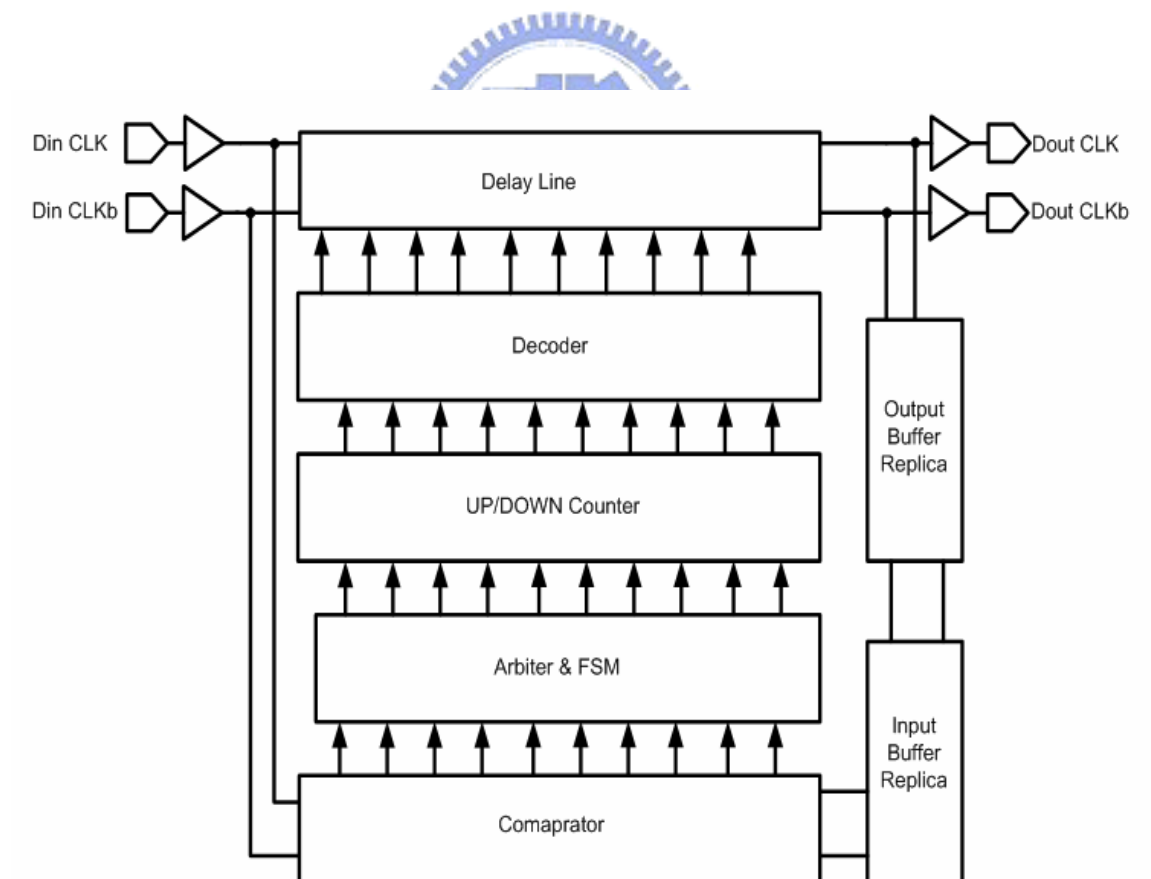 Din CLK
Dout CLK
Delay Line
Din CLKb
Dout CLKb
Decoder
Output
Buffer
Replica
UP/DOWN Counter
Arbiter & FSM
Input
Buffer
Replica
Comaprator